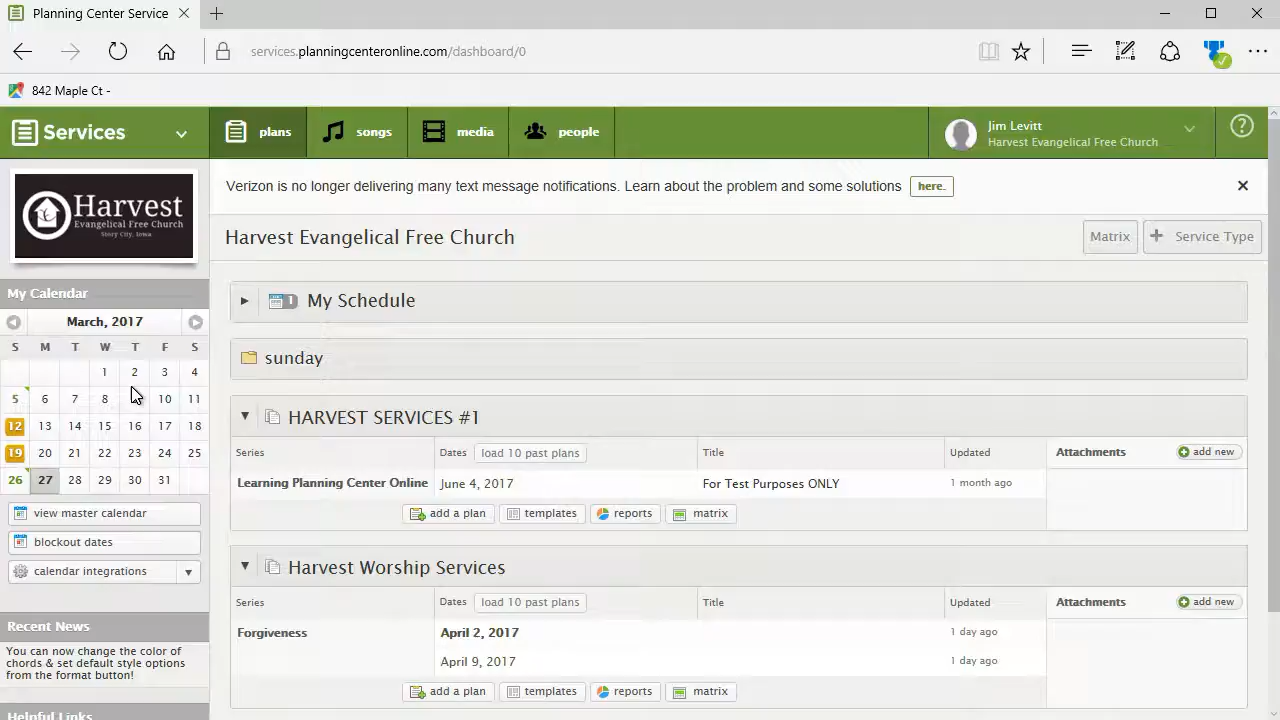 Planning Center Service
services.planningcenteronline.com/dashboard/0
842 Maple Ct -
Services
plans
songs
media
people
Jim Levitt
Harvest Evangelical Free Church
Harvest
Evangelical Free Church
Story City, Iowa
Verizon is no longer delivering many text message notifications. Learn about the problem and some solutions here.
Harvest Evangelical Free Church
Matrix
+ Service Type
My Calendar
March, 2017
S M T W T F S
1 2 3 4
5 6 7 8 10 11
12 13 14 15 16 17 18
19 20 21 22 23 24 25
26 27 28 29 30 31
view master calendar
blockout dates
calendar integrations
Recent News
You can now change the color of
chords & set default style options
from the format button!
Helpful Links
1 My Schedule
sunday
HARVEST SERVICES #1
Series Dates load 10 past plans Title Updated Attachments add new
Learning Planning Center Online June 4, 2017 For Test Purposes ONLY 1 month ago
add a plan templates reports matrix
Harvest Worship Services
Series Dates load 10 past plans Title Updated Attachments add new
Forgiveness April 2, 2017 1 day ago
April 9, 2017 1 day ago
add a plan templates reports matrix